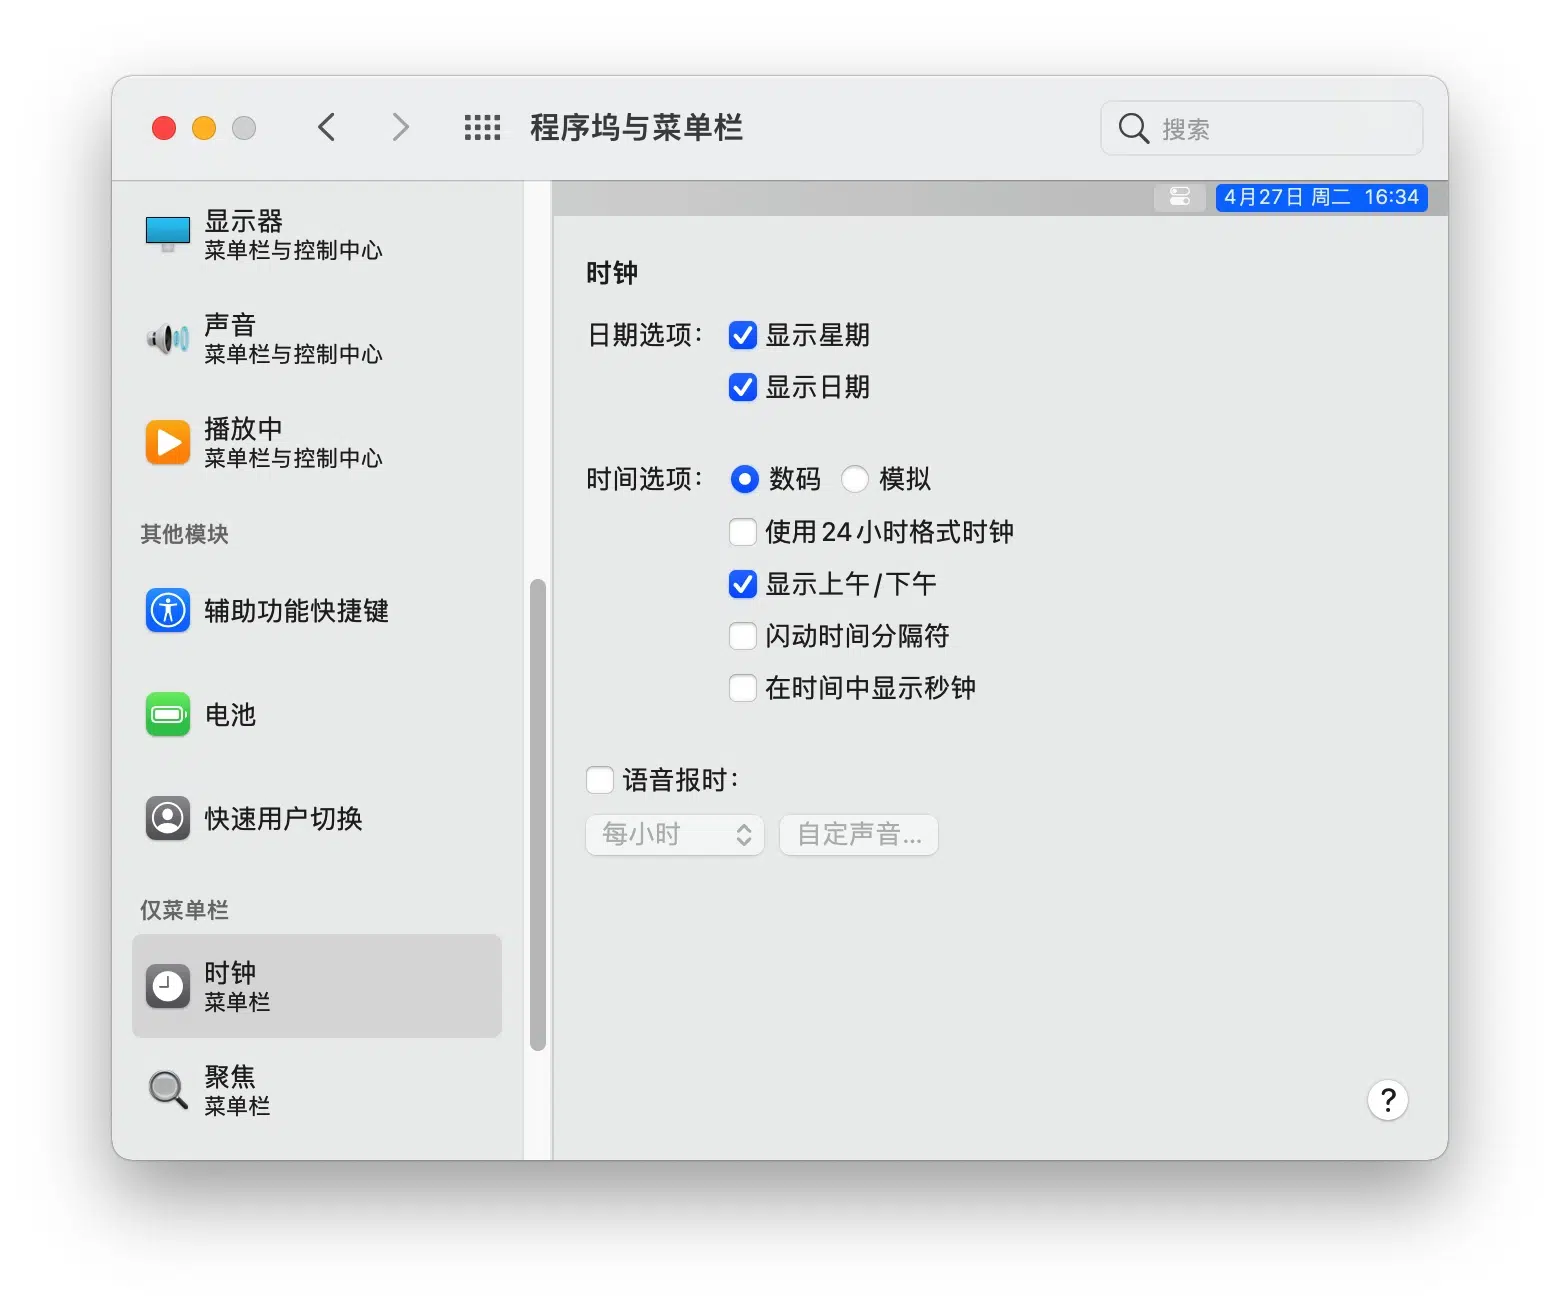 程序坞与菜单栏
搜索
显示器
菜单栏与控制中心
声音
菜单栏与控制中心
播放中
菜单栏与控制中心
其他模块
辅助功能快捷键
电池
快速用户切换
仅菜单栏
时钟
菜单栏
聚焦
菜单栏
4月27日 周二 16:34
时钟
日期选项： 显示星期
显示日期
时间选项： 数码 模拟
使用24小时格式时钟
显示上午/下午
闪动时间分隔符
在时间中显示秒钟
语音报时：
每小时 自定声音...
?